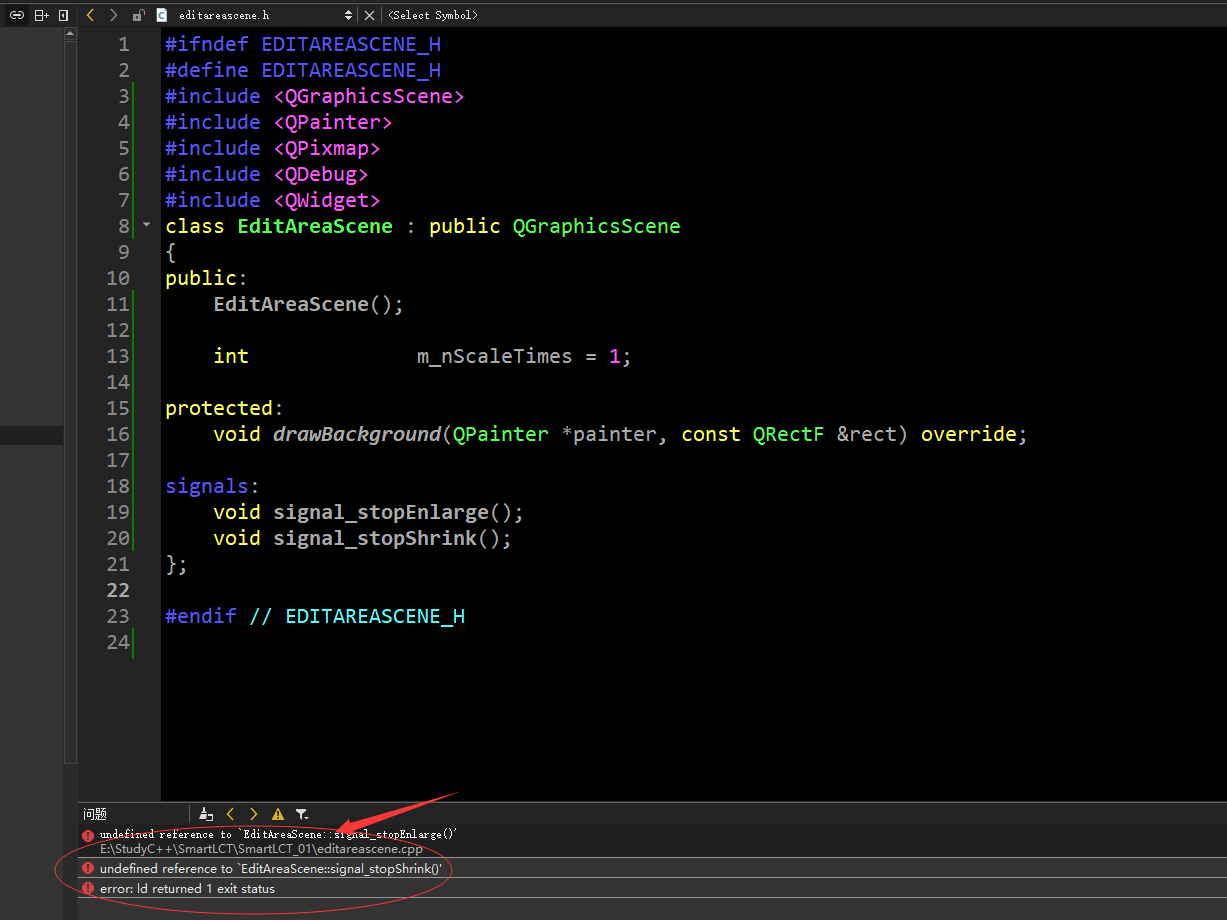 editareascene.h <Select Symbol>
1 #ifndef EDITAREASCENE_H
2 #define EDITAREASCENE_H
3 #include <QGraphicsScene>
4 #include <QPainter>
5 #include <QPixmap>
6 #include <QDebug>
7 #include <QWidget>
8 class EditAreaScene : public QGraphicsScene
9 {
10 public:
11 EditAreaScene();
12
13 int m_nScaleTimes = 1;
14
15 protected:
16 void drawBackground(QPainter *painter, const QRectF &rect) override;
17
18 signals:
19 void signal_stopEnlarge();
20 void signal_stopShrink();
21 };
22
23 #endif // EDITAREASCENE_H
24
问题
undefined reference to `EditAreaScene::signal_stopEnlarge()'
E:\StudyC++\SmartLCT\SmartLCT_01\editareascene.cpp
undefined reference to `EditAreaScene::signal_stopShrink()'
error: ld returned 1 exit status